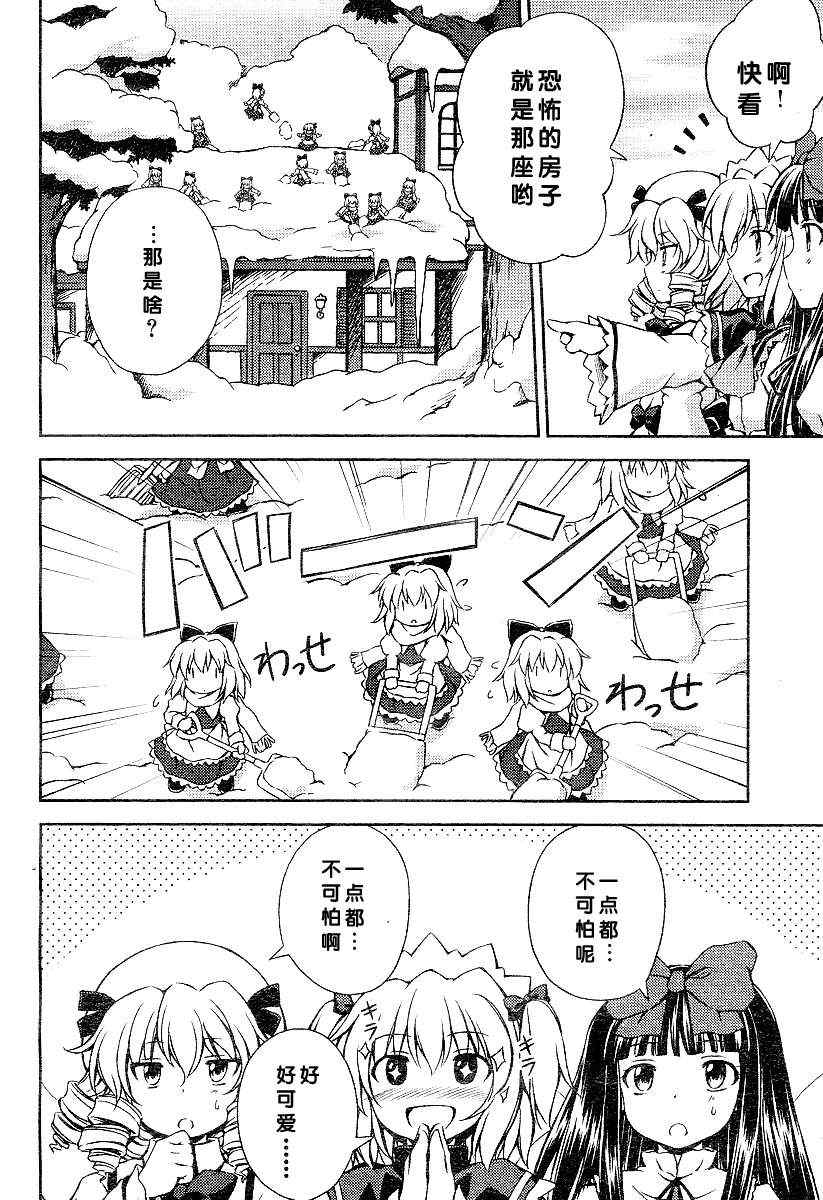 啊！
快看
恐怖的房子
就是那座哟
…那是啥？
わっせ
わっせ
一点都…
不可怕呢
一点都…
不可怕啊
キラ
キラ
好
好可爱……